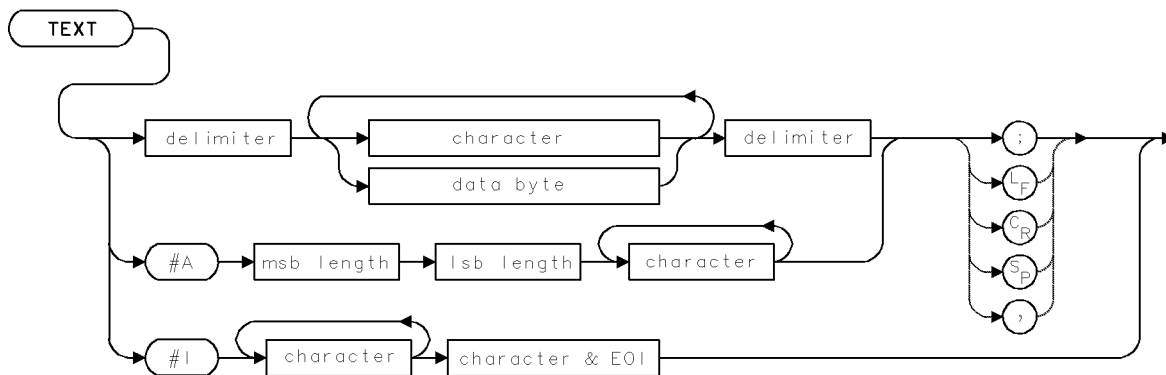 TEXT
delimiter
character
data byte
delimiter
;
LF
CR
SP
,
#A
msb length
lsb length
character
#I
character
character & EOI